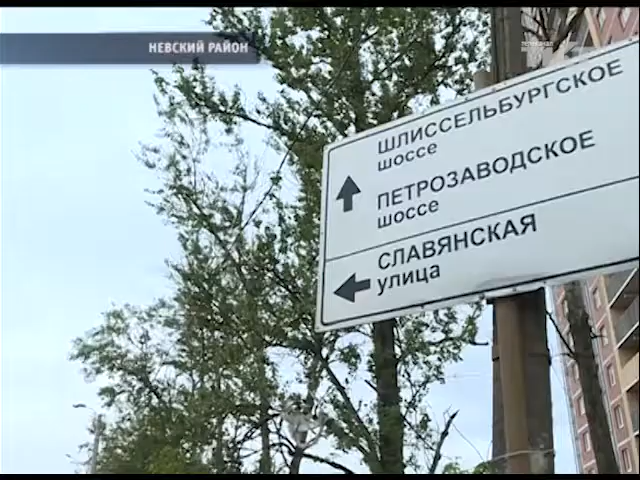 НЕВСКИЙ РАЙОН
ШЛИССЕЛЬБУРГСКОЕ
шоссе
ПЕТРОЗАВОДСКОЕ
шоссе
СЛАВЯНСКАЯ
улица